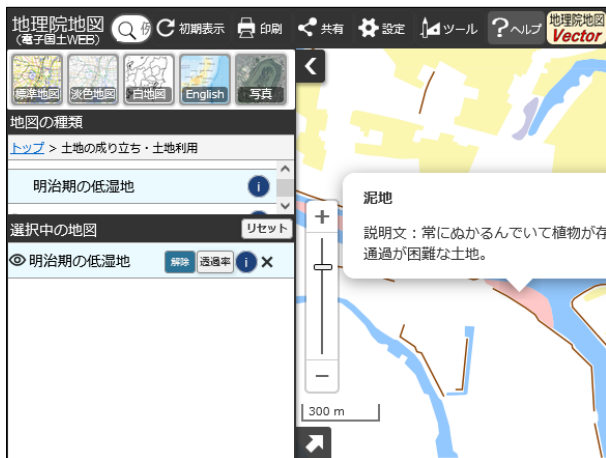 地理院地図
(電子国土WEB)
初期表示
印刷
共有
設定
ツール
ヘルプ
地理院地図
Vector
標準地図
淡色地図
白地図
English
写真
地図の種類
トップ > 土地の成り立ち・土地利用
明治期の低湿地
選択中の地図
リセット
明治期の低湿地
解除
透過率
泥地
説明文：常にぬかるんでいて植物が存
通過が困難な土地。
300 m